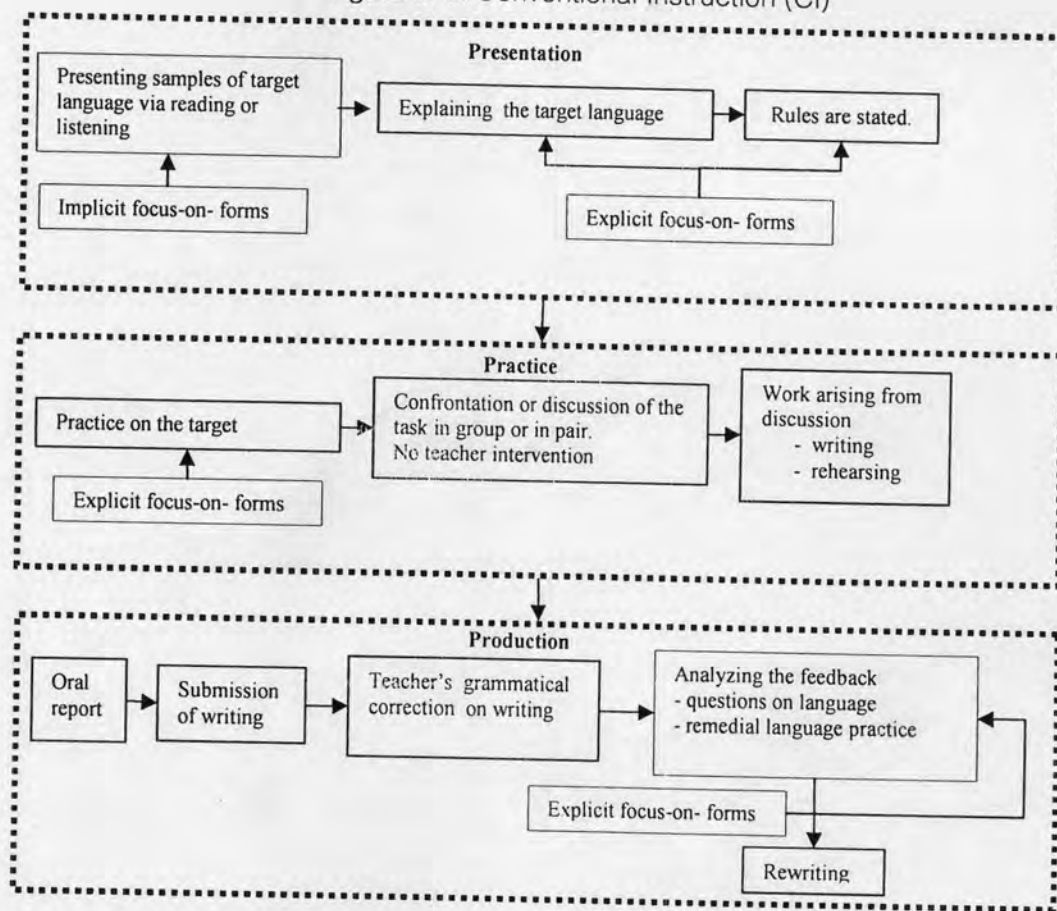 Conventional Instruction (CI)
Presentation
Presenting samples of target
language via reading or
listening
Explaining the target language
Rules are stated.
Implicit focus-on- forms
Explicit focus-on- forms
Practice
Practice on the target
Confrontation or discussion of the
task in group or in pair.
No teacher intervention
Work arising from
discussion
- writing
- rehearsing
Explicit focus-on- forms
Production
Oral
report
Submission
of writing
Teacher's grammatical
correction on writing
Analyzing the feedback
- questions on language
- remedial language practice
Explicit focus-on- forms
Rewriting